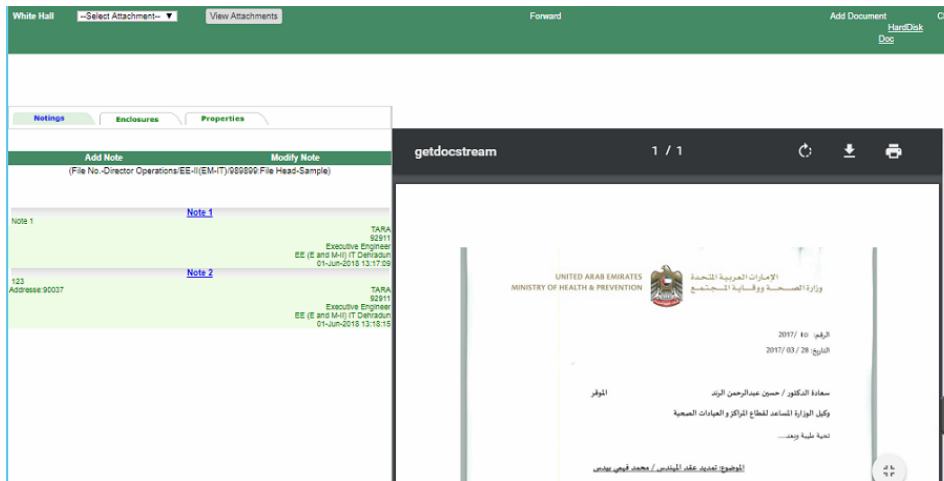 White Hall
--Select Attachment-- ▼
View Attachments
Forward
Add Document
HardDisk
Doc
Notings
Enclosures
Properties
Add Note
Modify Note
(File No.-Director Operations/EE-II(EM-IT)/989899:File Head-Sample)
Note 1
Note 1
TARA
92911
Executive Engineer
EE (E and M-II) IT Dehradun
01-Jun-2018 13:17:09
Note 2
123
Addresse:90037
TARA
92911
Executive Engineer
EE (E and M-II) IT Dehradun
01-Jun-2018 13:18:15
getdocstream
1 / 1
UNITED ARAB EMIRATES
MINISTRY OF HEALTH & PREVENTION
الإمارات العربية المتحدة
وزارة الصحة ووقاية المجتمع
الرقم: ١٥ /2017
التاريخ: 28 / 03 /2017
سعادة الدكتور / حسين عبدالرحمن الرند الموقر
وكيل الوزارة المساعد لقطاع المراكز والعيادات الصحية
تحية طيبة وبعد....
الموضوع: تمديد عقد المهندس / محمد فهمي بيدس